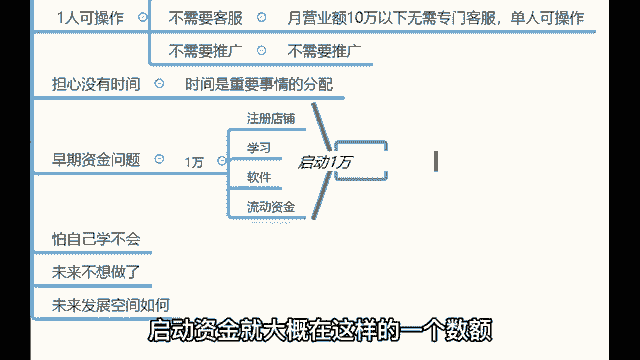 1人可操作 不需要客服 月营业额10万以下无需专门客服，单人可操作
不需要推广 不需要推广
担心没有时间 时间是重要事情的分配
注册店铺
学习
早期资金问题 1万 启动1万
软件
流动资金
怕自己学不会
未来不想做了
未来发展空间如何
启动资金就大概在这样的一个数额